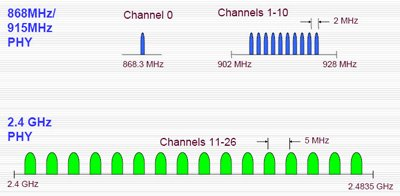 868MHz/
915MHz
PHY
Channel 0
Channels 1-10
2 MHz
868.3 MHz
902 MHz
928 MHz
2.4 GHz
PHY
Channels 11-26
5 MHz
2.4 GHz
2.4835 GHz